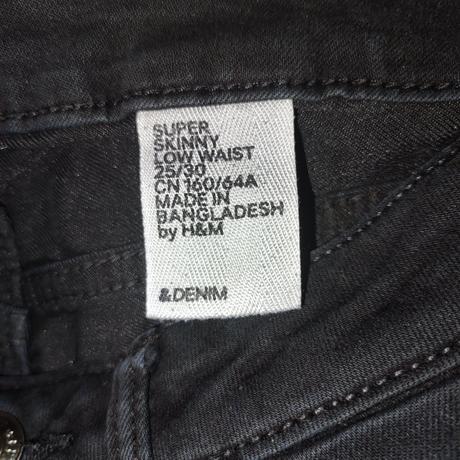 SUPER
SKINNY
LOW WAIST
25/30
CN 160/64A
MADE IN
BANGLADESH
by H&M
&DENIM